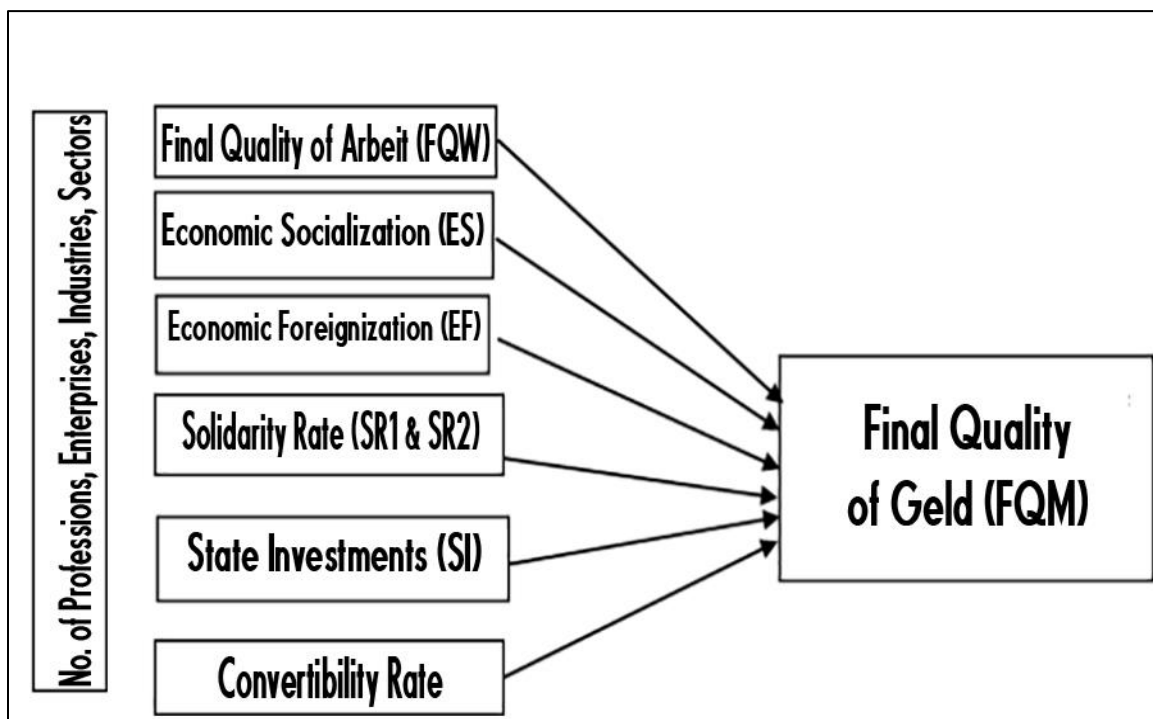 No. of Professions, Enterprises, Industries, Sectors
Final Quality of Arbeit (FQW)
Economic Socialization (ES)
Economic Foreignization (EF)
Solidarity Rate (SR1 & SR2)
State Investments (SI)
Convertibility Rate
Final Quality
of Geld (FQM)